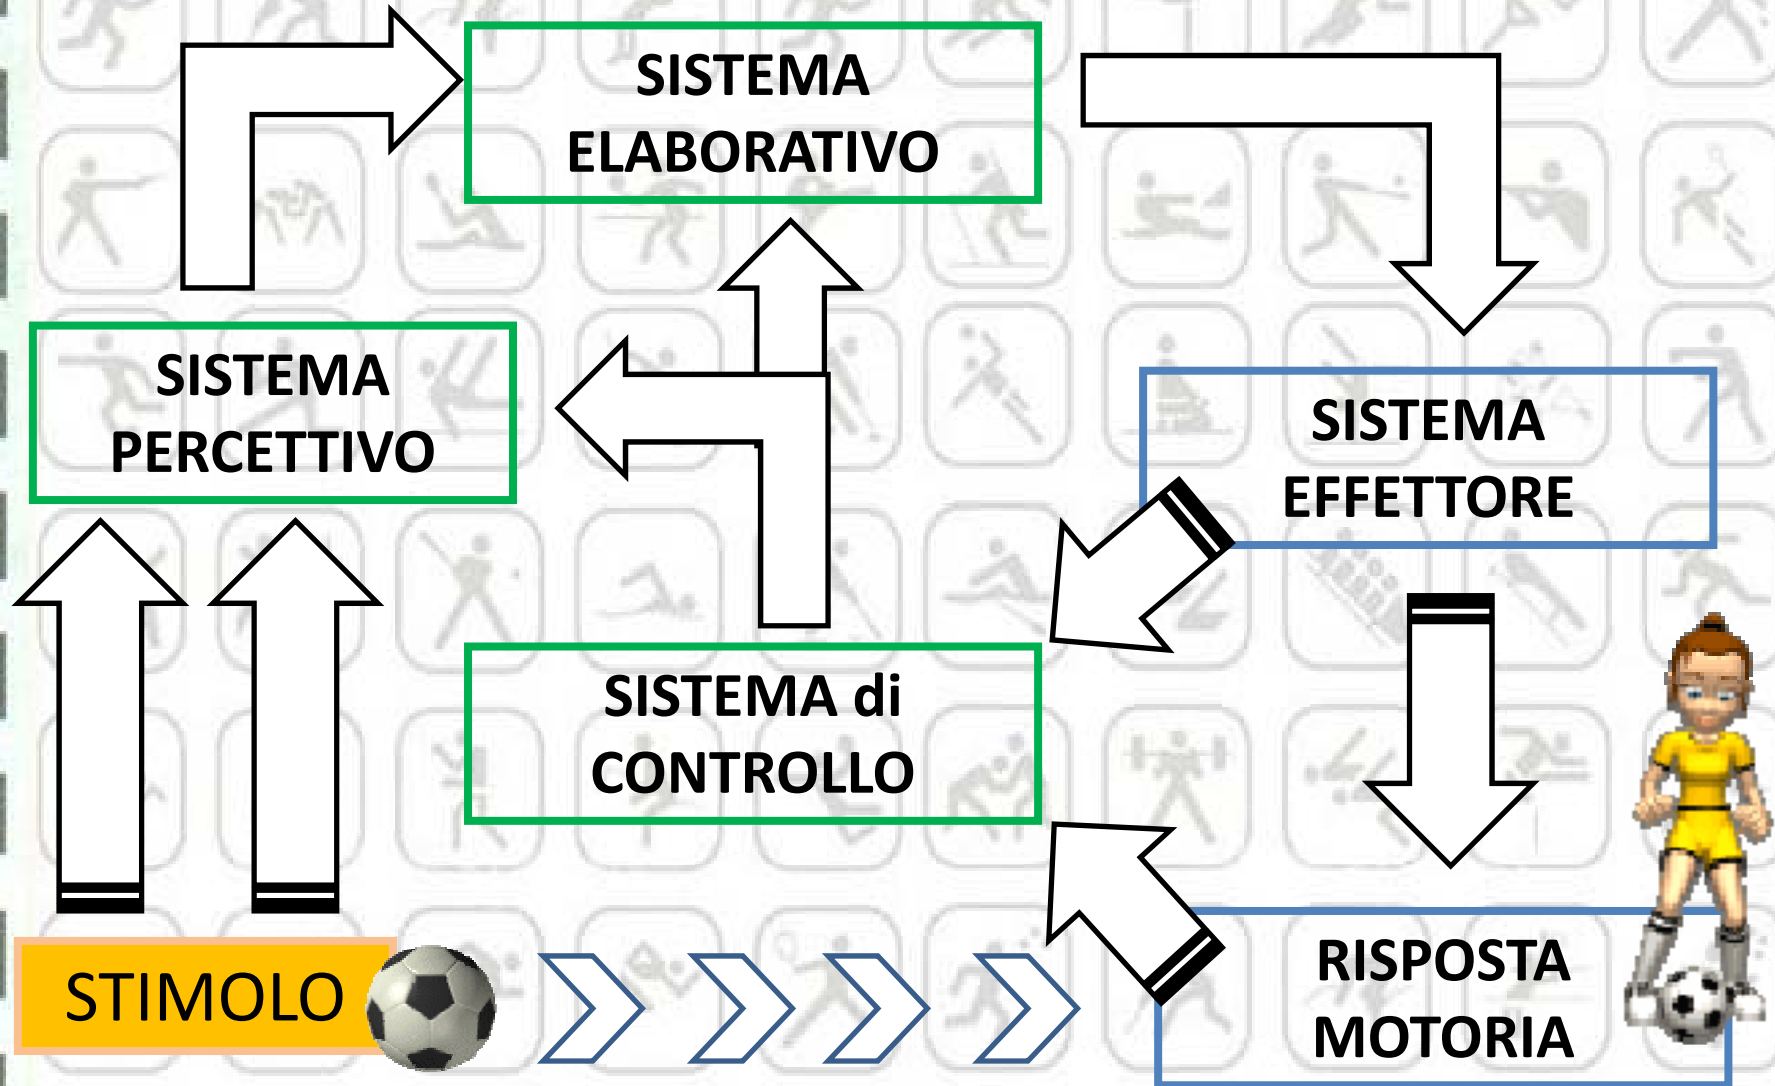 SISTEMA
ELABORATIVO
SISTEMA
PERCETTIVO
SISTEMA
EFFETTORE
SISTEMA di
CONTROLLO
STIMOLO
RISPOSTA
MOTORIA